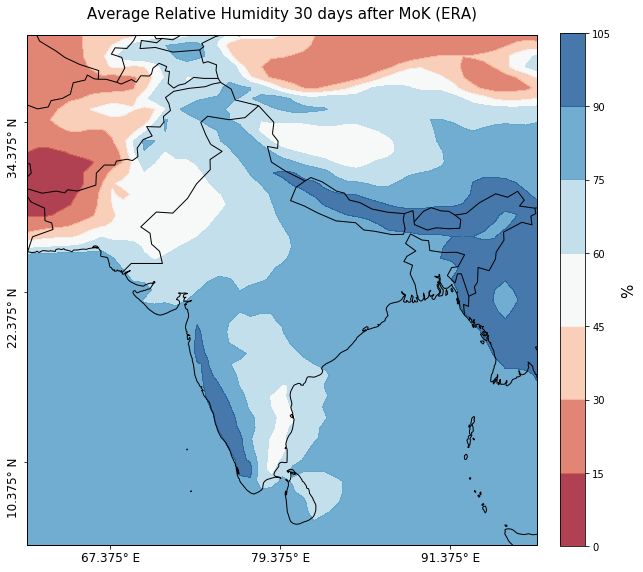 Average Relative Humidity 30 days after MoK (ERA)
105
90
75
60
45
30
15
0
%
34.375° N
22.375° N
10.375° N
67.375° E
79.375° E
91.375° E